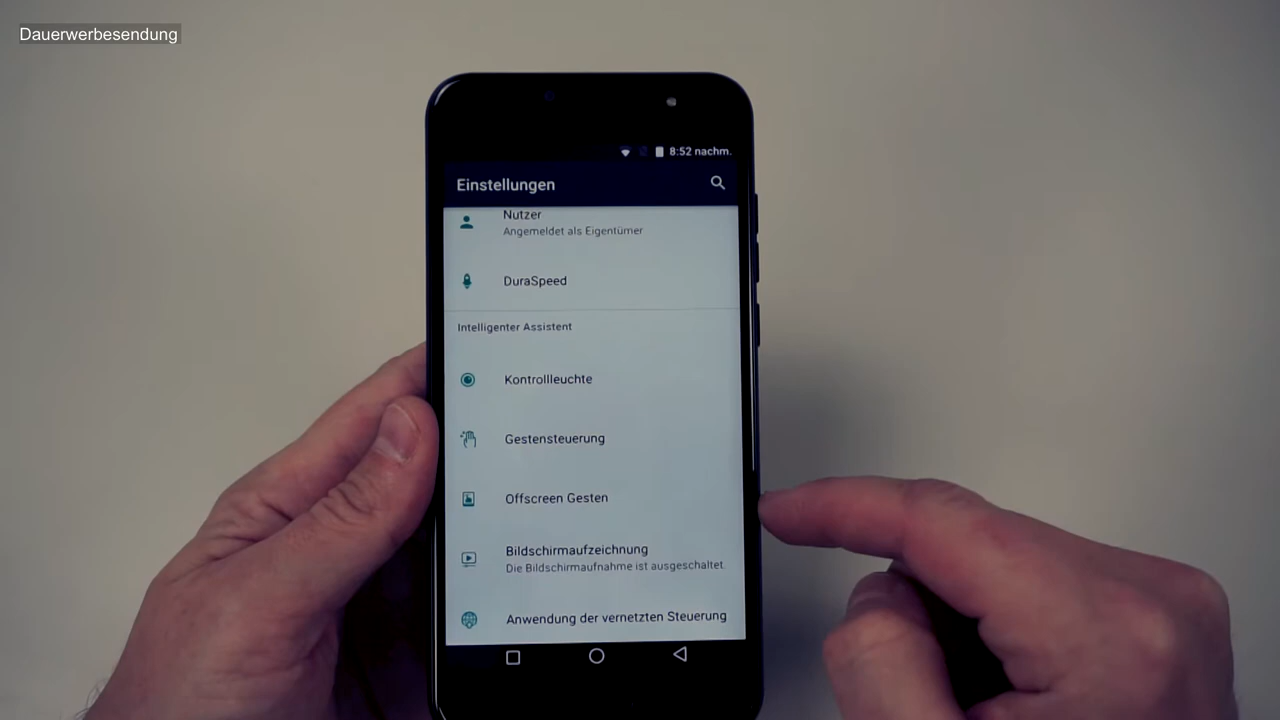 Dauerwerbesendung
8:52 nachm.
Einstellungen
Nutzer
Angemeldet als Eigentümer
DuraSpeed
Intelligenter Assistent
Kontrollleuchte
Gestensteuerung
Offscreen Gesten
Bildschirmaufzeichnung
Die Bildschirmaufnahme ist ausgeschaltet.
Anwendung der vernetzten Steuerung